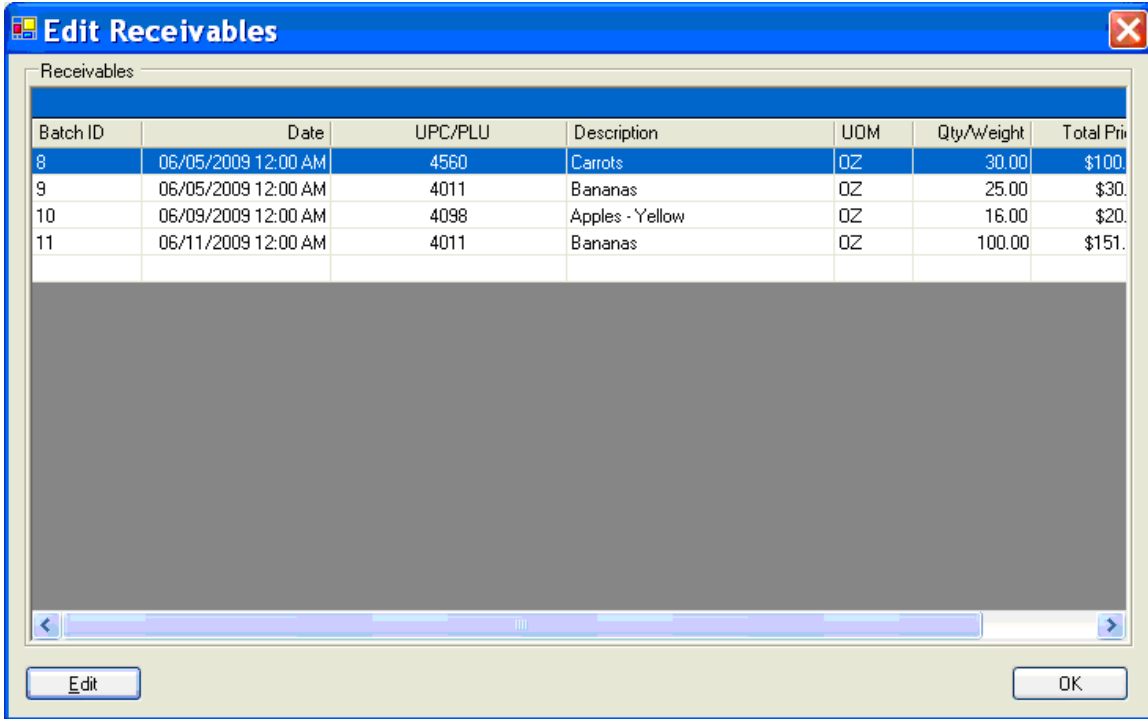 Edit Receivables
Receivables
Batch ID Date UPC/PLU Description UOM Qty/Weight Total Pri
8 06/05/2009 12:00 AM 4560 Carrots OZ 30.00 $100.
9 06/05/2009 12:00 AM 4011 Bananas OZ 25.00 $30.
10 06/09/2009 12:00 AM 4098 Apples - Yellow OZ 16.00 $20.
11 06/11/2009 12:00 AM 4011 Bananas OZ 100.00 $151.
Edit OK